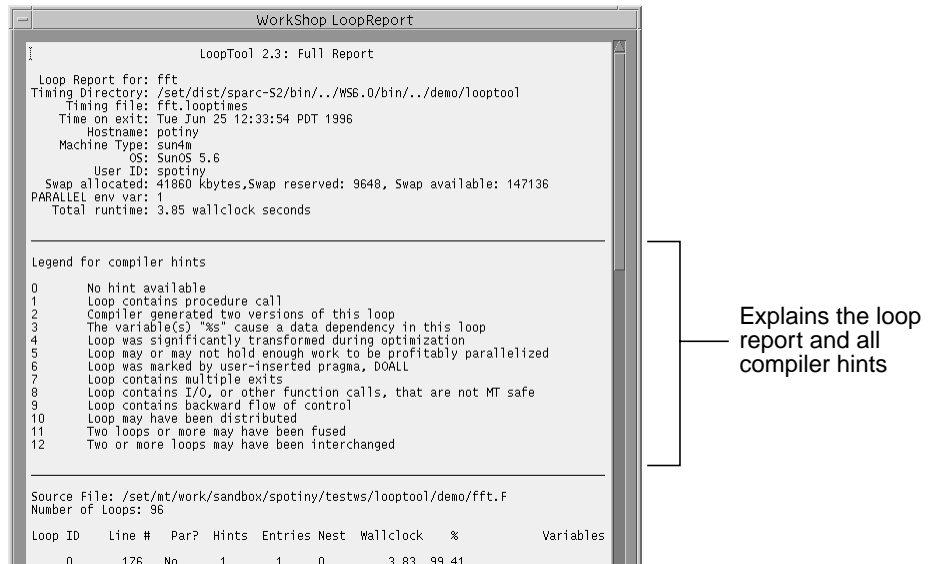 WorkShop LoopReport
LoopTool 2.3: Full Report
Loop Report for: fft
Timing Directory: /set/dist/sparc-S2/bin/../WS6.0/bin/../demo/looptool
Timing file: fft.looptimes
Time on exit: Tue Jun 25 12:33:54 PDT 1996
Hostname: potiny
Machine Type: sun4m
OS: SunOS 5.6
User ID: spotiny
Swap allocated: 41860 kbytes,Swap reserved: 9648, Swap available: 147136
PARALLEL env var: 1
Total runtime: 3.85 wallclock seconds
Legend for compiler hints
0 No hint available
1 Loop contains procedure call
2 Compiler generated two versions of this loop
3 The variable(s) "%s" cause a data dependency in this loop
4 Loop was significantly transformed during optimization
5 Loop may or may not hold enough work to be profitably parallelized
6 Loop was marked by user-inserted pragma, DOALL
7 Loop contains multiple exits
8 Loop contains I/O, or other function calls, that are not MT safe
9 Loop contains backward flow of control
10 Loop may have been distributed
11 Two loops or more may have been fused
12 Two or more loops may have been interchanged
Source File: /set/mt/work/sandbox/spotiny/testws/looptool/demo/fft.F
Number of Loops: 96
Loop ID Line # Par? Hints Entries Nest Wallclock % Variables
0 176 No 1 1 0 3.83 99.41
Explains the loop
report and all
compiler hints